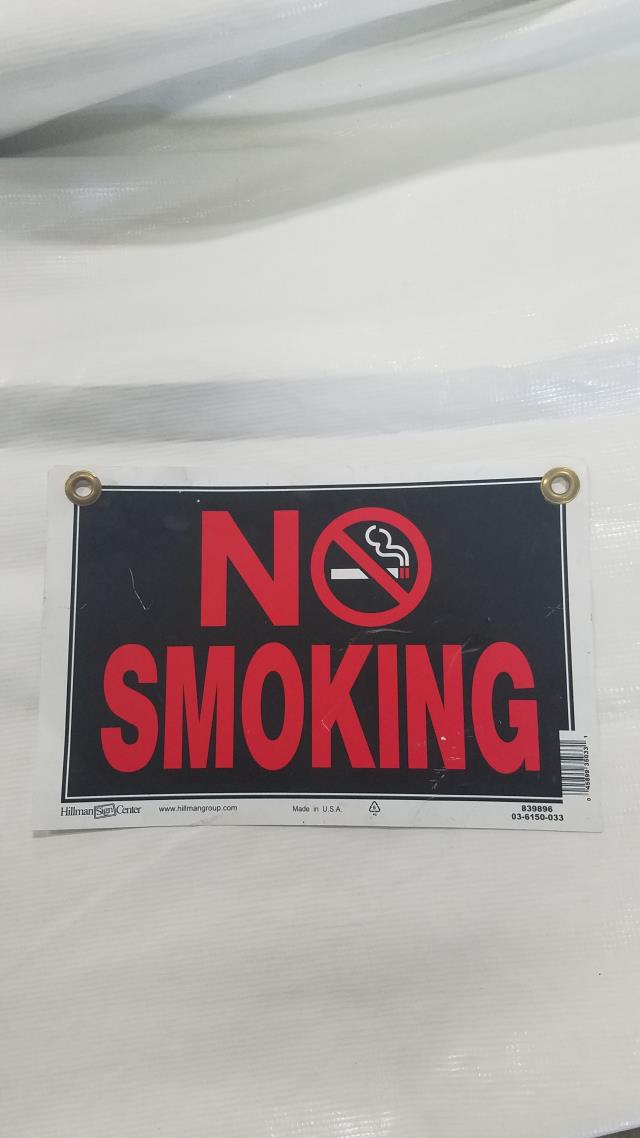 NO
SMOKING
Hillman Sign Center www.hillmangroup.com Made in U.S.A. 839896
03-6150-033